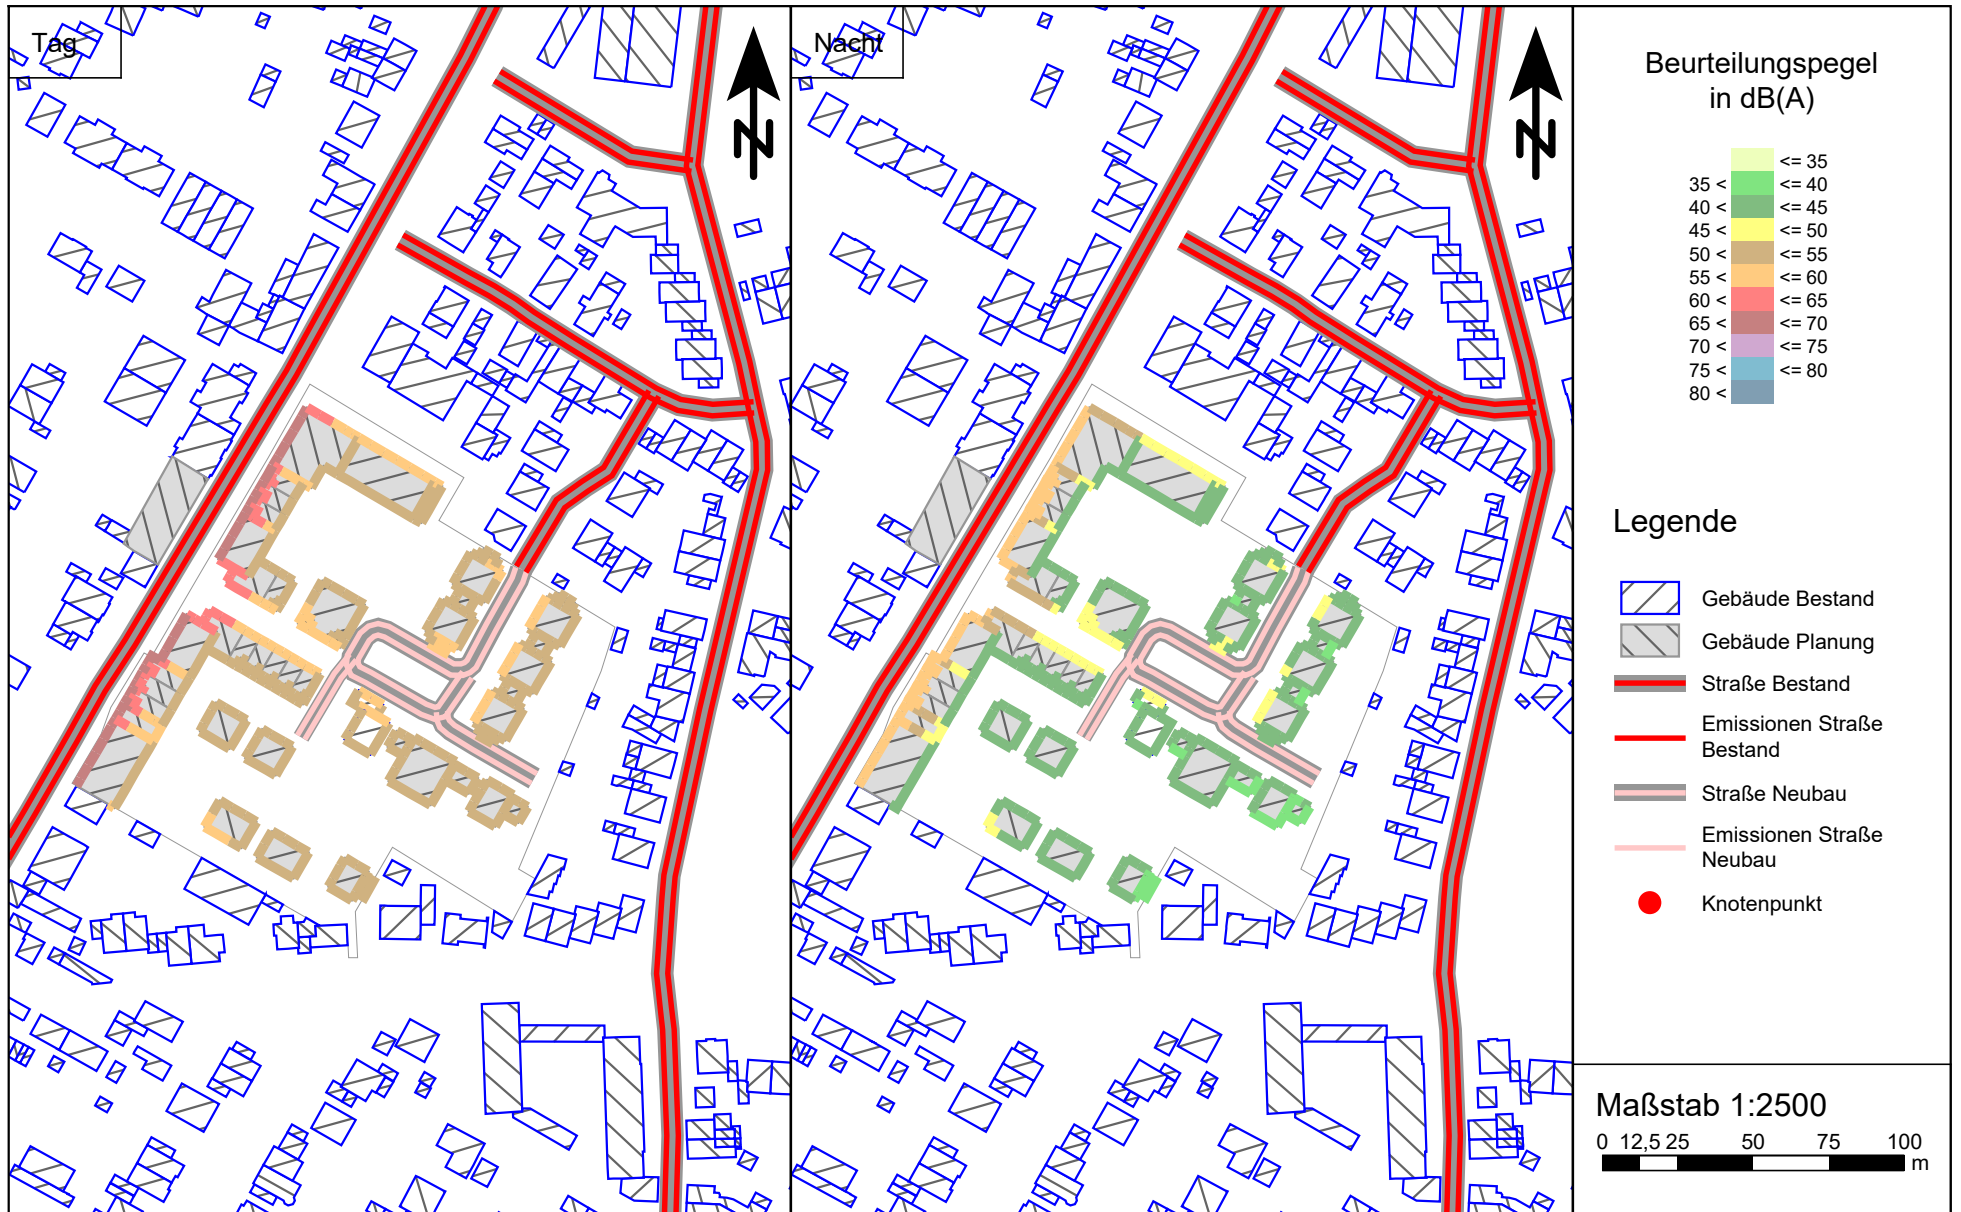 Tag
Nacht
Beurteilungspegel
in dB(A)
<= 35
35 < <= 40
40 < <= 45
45 < <= 50
50 < <= 55
55 < <= 60
60 < <= 65
65 < <= 70
70 < <= 75
75 < <= 80
80 <
Legende
Gebäude Bestand
Gebäude Planung
Straße Bestand
Emissionen Straße
Bestand
Straße Neubau
Emissionen Straße
Neubau
Knotenpunkt
Maßstab 1:2500
0 12,5 25 50 75 100
m
N
N